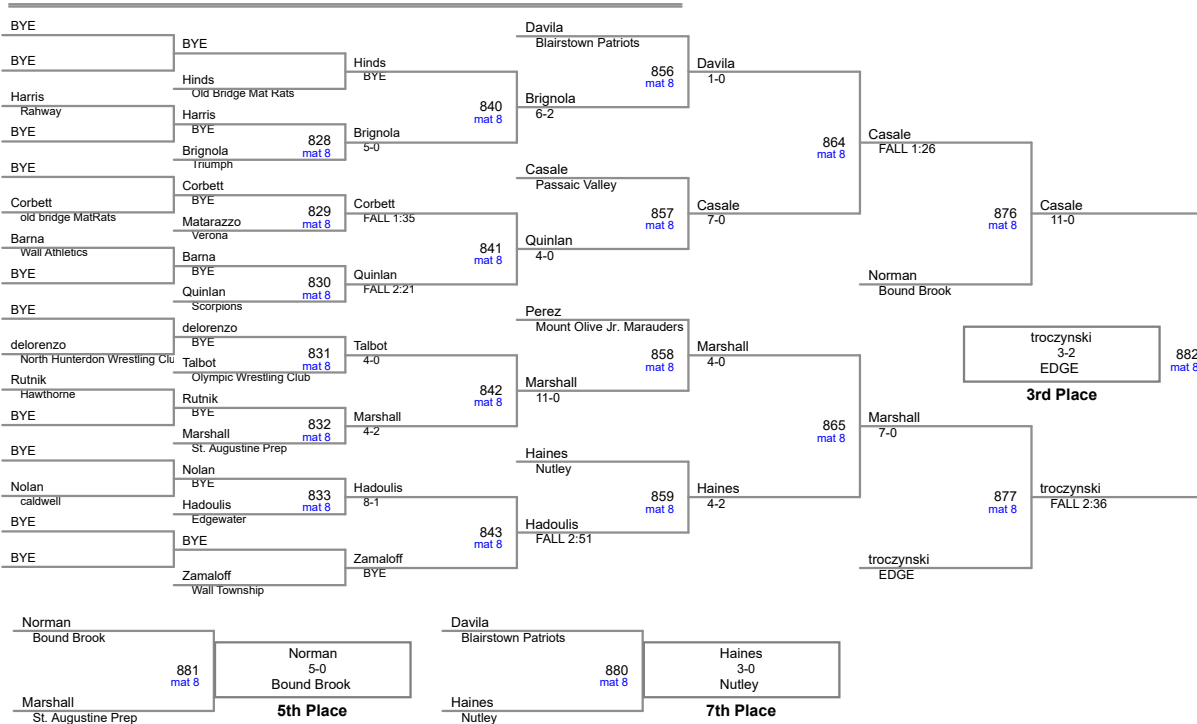 BYE
BYE
Harris
Rahway
BYE
BYE
Corbett
old bridge MatRats
Barna
Wall Athletics
BYE
BYE
delorenzo
North Hunterdon Wrestling Clu
Rutnik
Hawthorne
BYE
BYE
Nolan
caldwell
BYE
BYE
BYE
Hinds
Old Bridge Mat Rats
Harris
BYE
828
mat 8
Brignola
Triumph
Corbett
BYE
829
mat 8
Matarazzo
Verona
Barna
BYE
830
mat 8
Quinlan
Scorpions
delorenzo
BYE
831
mat 8
Talbot
Olympic Wrestling Club
Rutnik
BYE
832
mat 8
Marshall
St. Augustine Prep
Nolan
BYE
833
mat 8
Hadoulis
Edgewater
BYE
Zamaloff
Wall Township
Hinds
BYE
840
mat 8
Brignola
5-0
Corbett
FALL 1:35
841
mat 8
Quinlan
FALL 2:21
Talbot
4-0
842
mat 8
Marshall
4-2
Hadoulis
8-1
843
mat 8
Zamaloff
BYE
Davila
Blairstown Patriots
856
mat 8
Brignola
6-2
Casale
Passaic Valley
857
mat 8
Quinlan
4-0
Perez
Mount Olive Jr. Marauders
858
mat 8
Marshall
11-0
Haines
Nutley
859
mat 8
Hadoulis
FALL 2:51
Davila
1-0
864
mat 8
Casale
7-0
Marshall
4-0
865
mat 8
Haines
4-2
Casale
FALL 1:26
876
mat 8
Norman
Bound Brook
Marshall
7-0
877
mat 8
troczynski
EDGE
Casale
11-0
troczynski
3-2
EDGE
882
mat 8
3rd Place
troczynski
FALL 2:36
Norman
Bound Brook
881
mat 8
Marshall
St. Augustine Prep
Norman
5-0
Bound Brook
5th Place
Davila
Blairstown Patriots
880
mat 8
Haines
Nutley
Haines
3-0
Nutley
7th Place